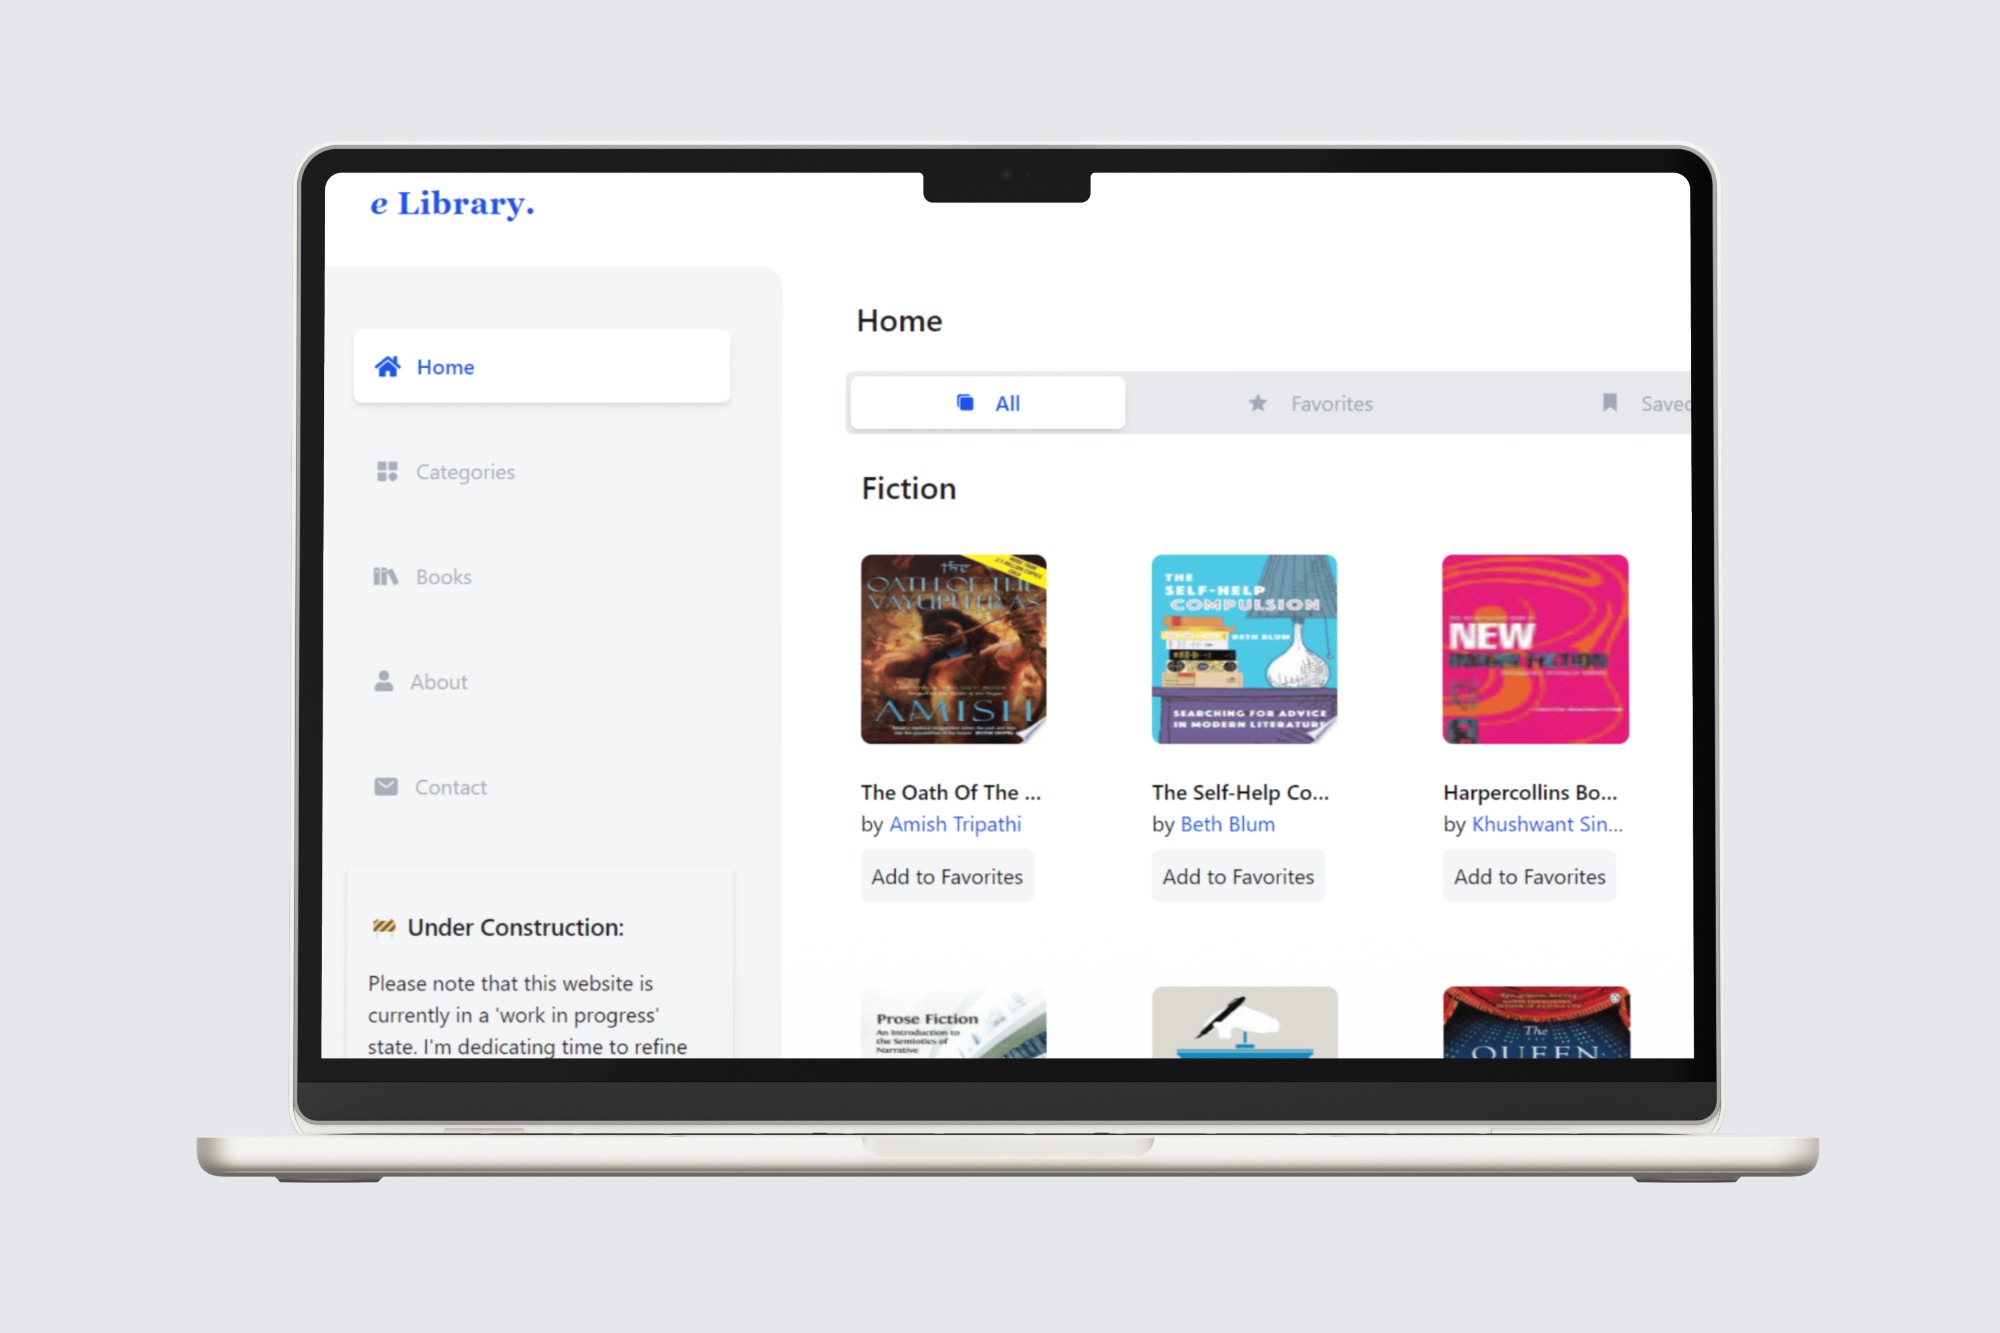 e Library.
Home
Categories
Books
About
Contact
Under Construction:
Please note that this website is
currently in a 'work in progress'
state. I'm dedicating time to refine
Home
All
Favorites
Saved
Fiction
The
OATH OF THE
VAYUPUTRAS
AMISH
THE
SELF-HELP
COMPULSION
BETH BLUM
SEARCHING FOR ADVICE
IN MODERN LITERATURE
NEW
INDIAN FICTION
The Oath Of The ...
by Amish Tripathi
Add to Favorites
The Self-Help Co...
by Beth Blum
Add to Favorites
Harpercollins Bo...
by Khushwant Sin...
Add to Favorites
Prose Fiction
An Introduction to
the Semiotics of
Narrative
The
QUEEN